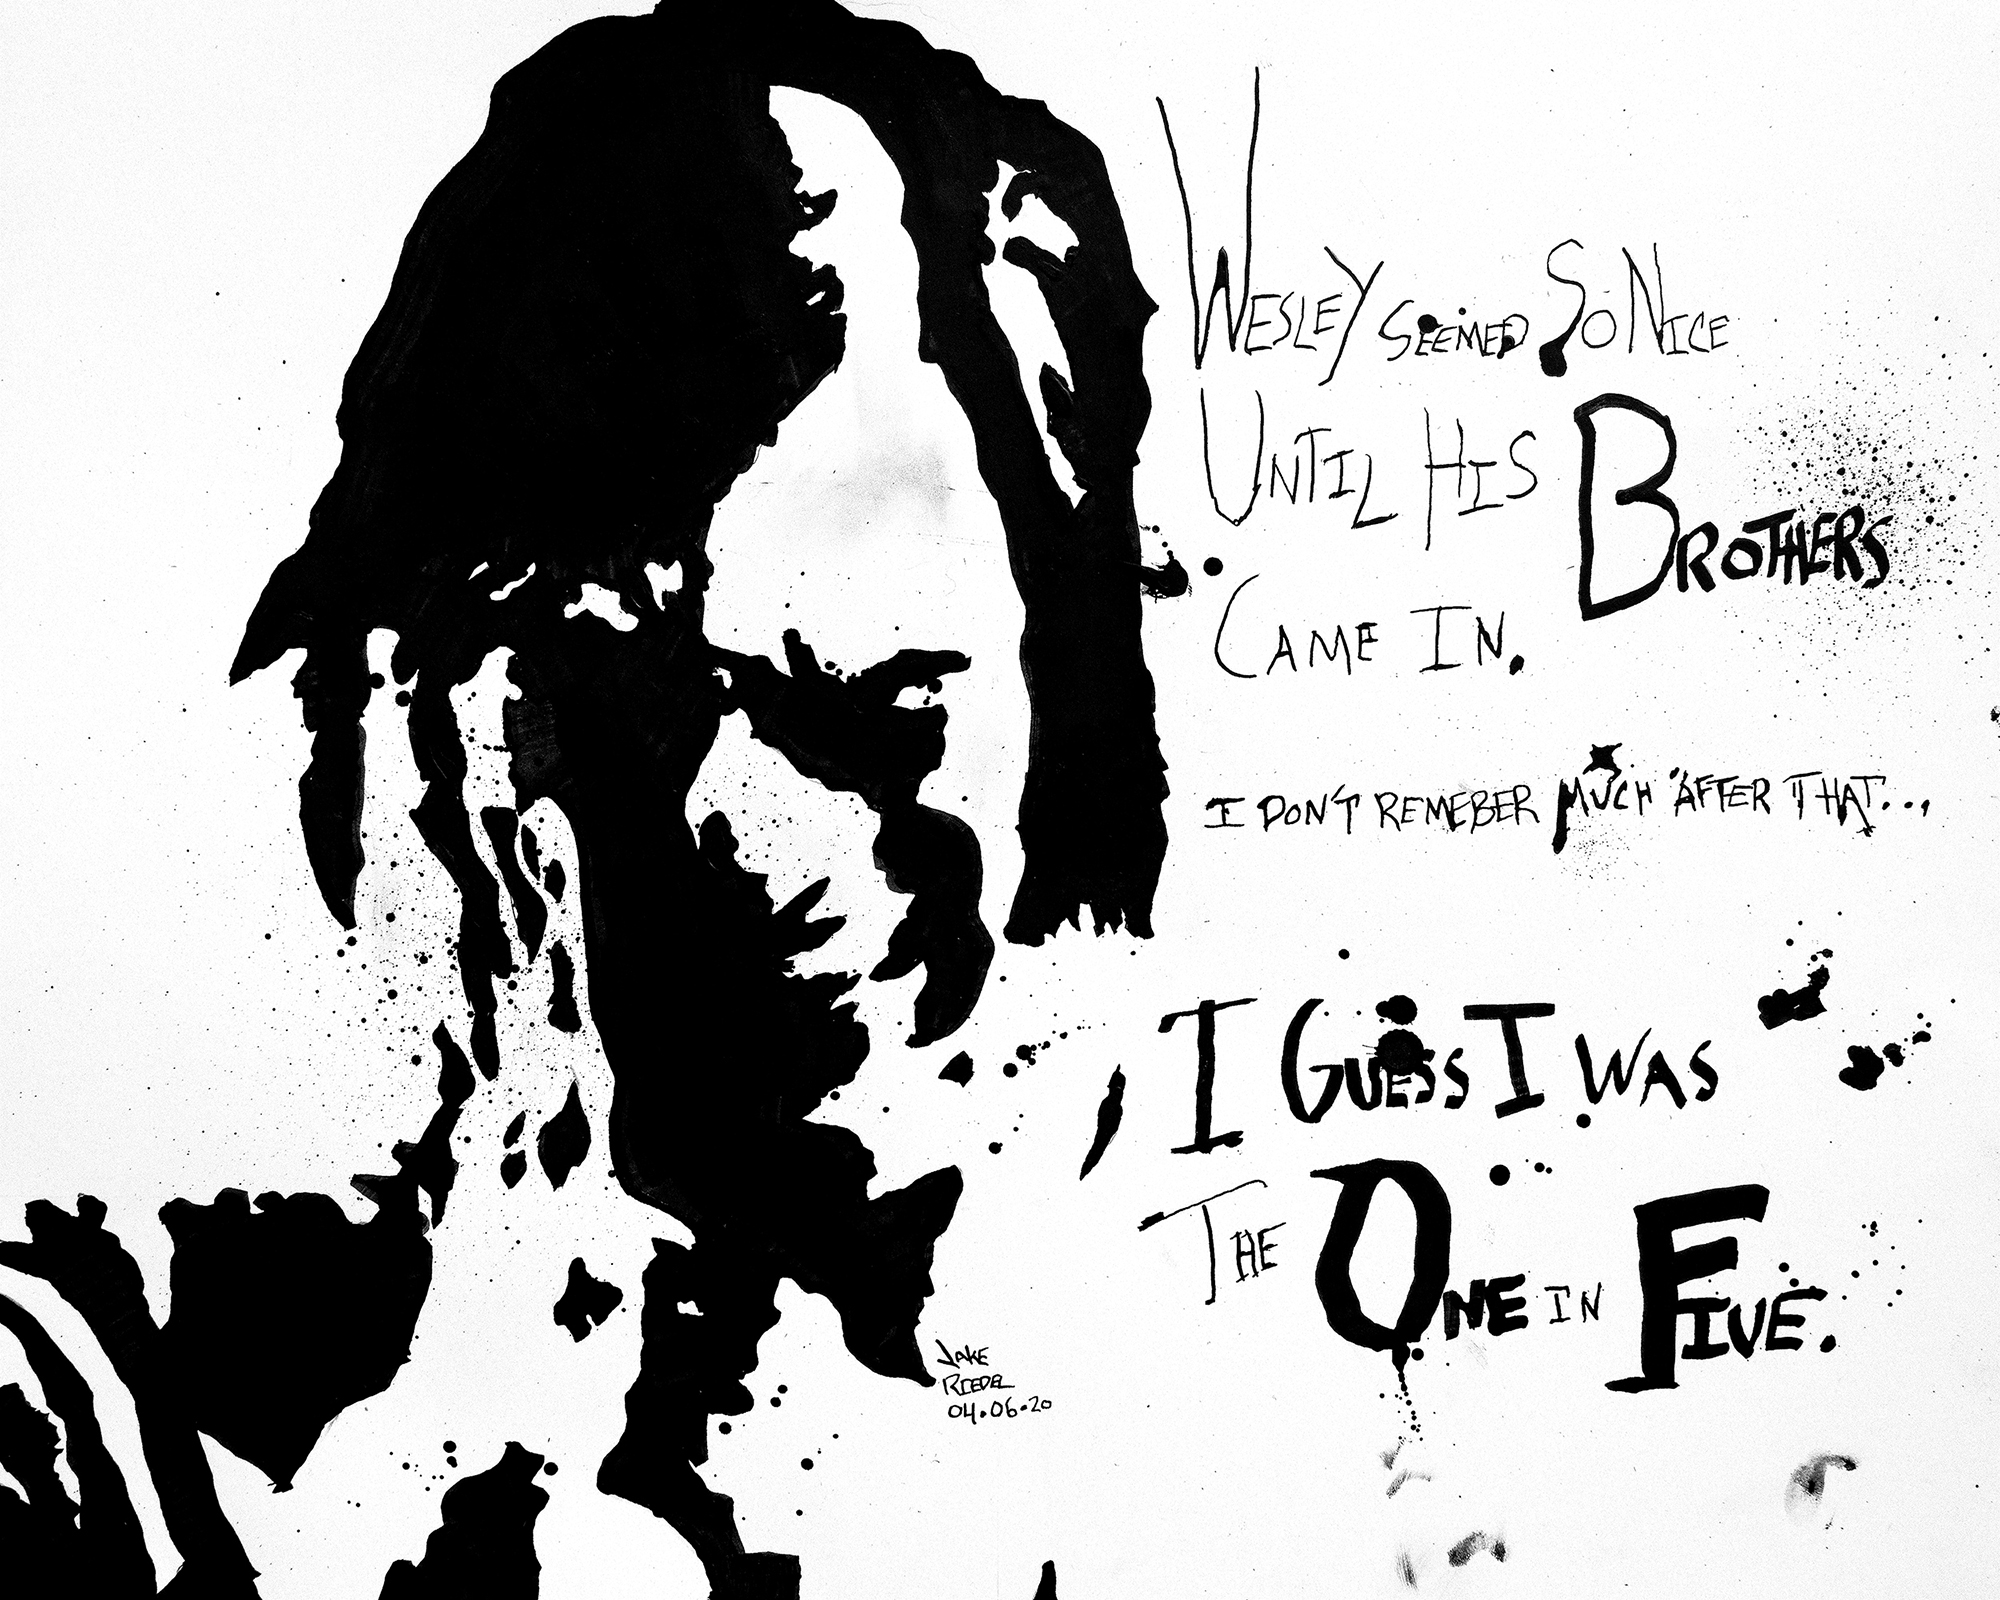 Wesley seemed So Nice
Until His Brothers
Came In.
I DON'T REMEBER MUCH AFTER THAT...
I Guess I was
The One in Five.
JAKE
RIEDEL
04.06.20